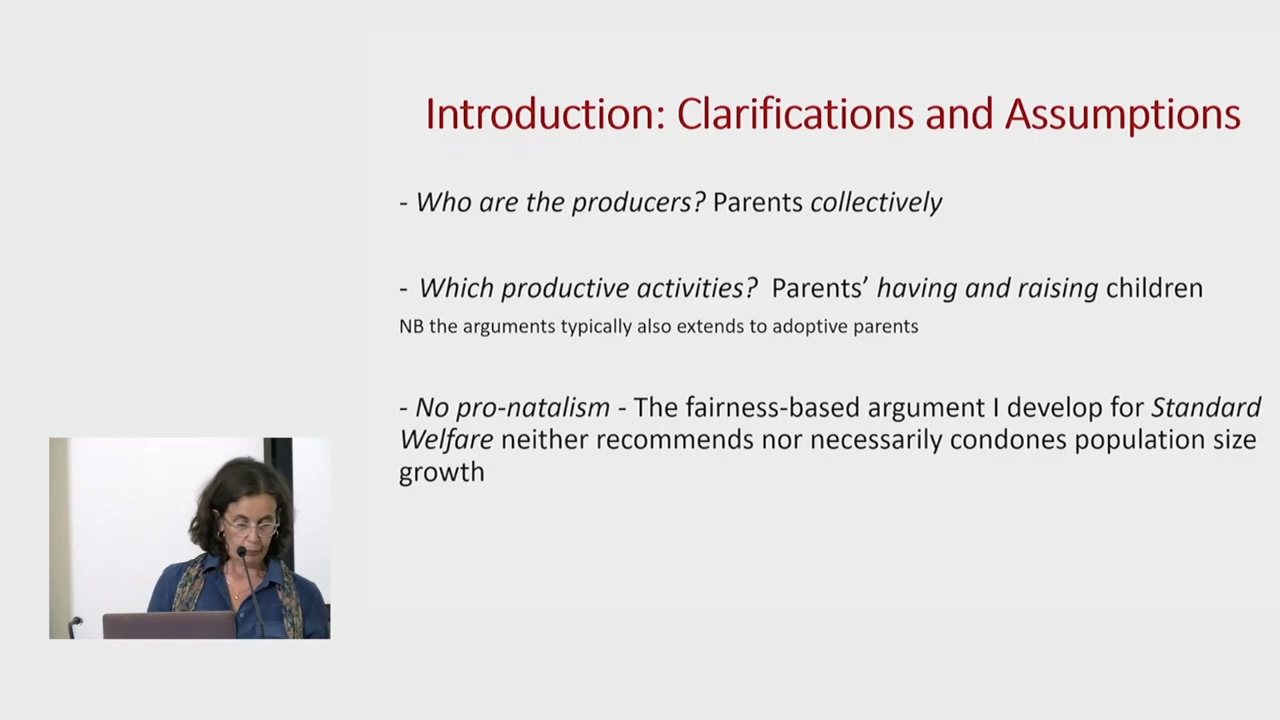 Introduction: Clarifications and Assumptions
- Who are the producers? Parents collectively
- Which productive activities? Parents' having and raising children
NB the arguments typically also extends to adoptive parents
- No pro-natalism - The fairness-based argument I develop for Standard
Welfare neither recommends nor necessarily condones population size
growth